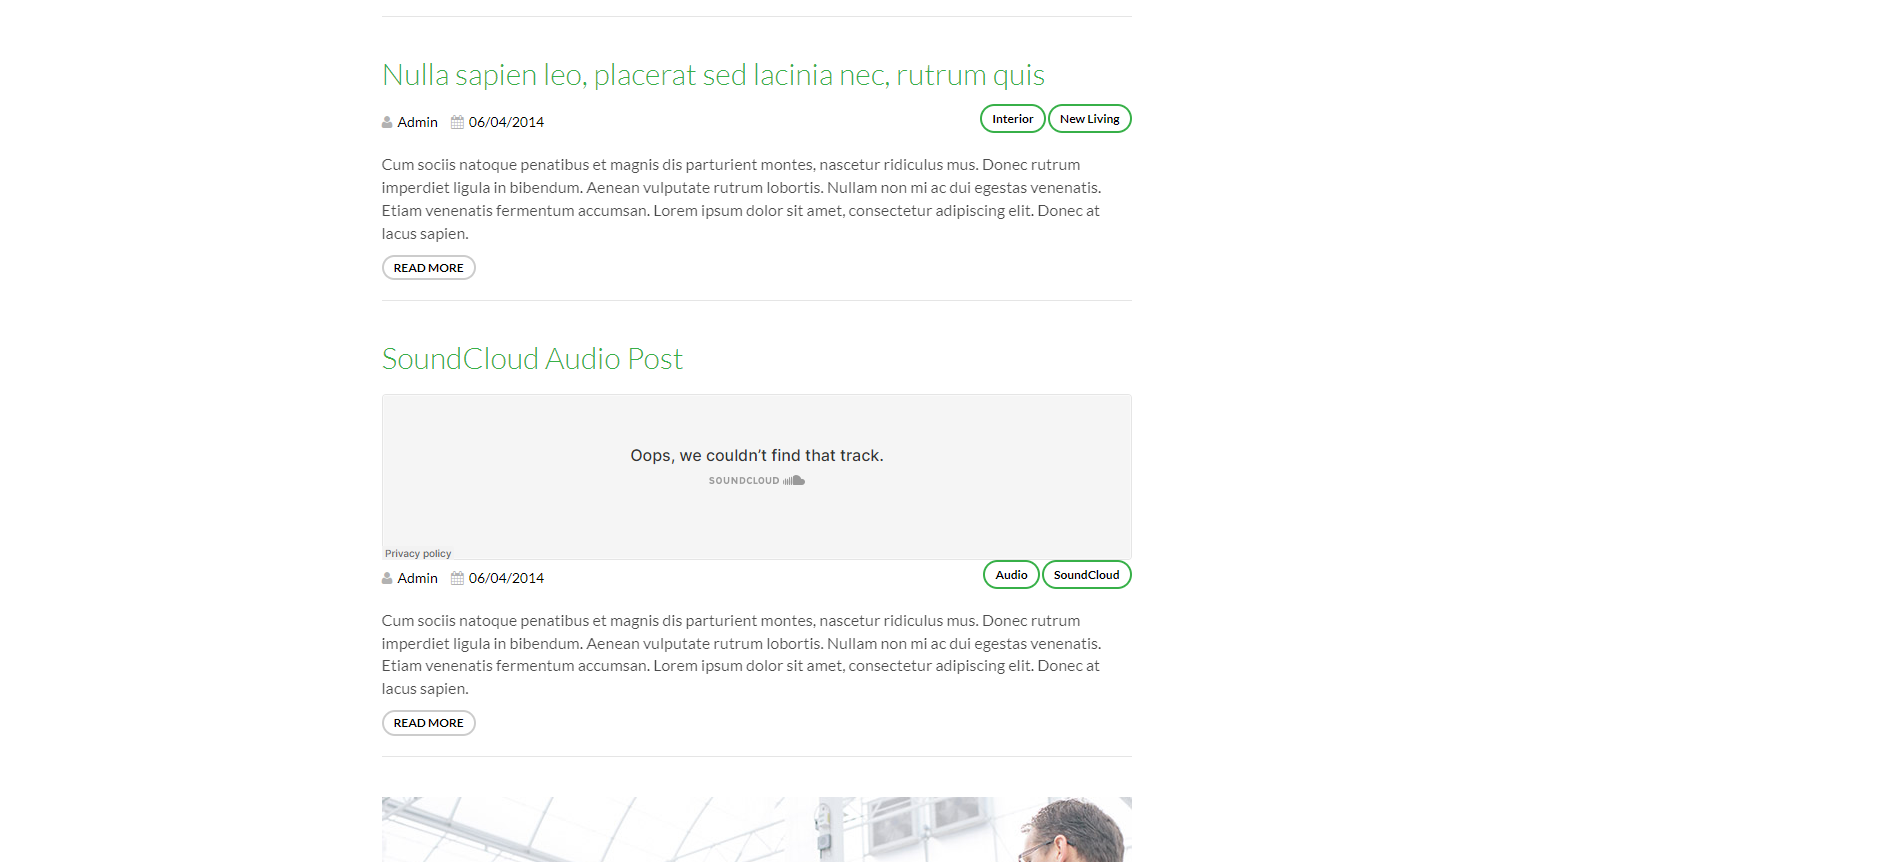 Nulla sapien leo, placerat sed lacinia nec, rutrum quis
Admin 06/04/2014 Interior New Living
Cum sociis natoque penatibus et magnis dis parturient montes, nascetur ridiculus mus. Donec rutrum
imperdiet ligula in bibendum. Aenean vulputate rutrum lobortis. Nullam non mi ac dui egestas venenatis.
Etiam venenatis fermentum accumsan. Lorem ipsum dolor sit amet, consectetur adipiscing elit. Donec at
lacus sapien.
READ MORE
SoundCloud Audio Post
Oops, we couldn’t find that track.
SOUNDCLOUD
Privacy policy
Admin 06/04/2014 Audio SoundCloud
Cum sociis natoque penatibus et magnis dis parturient montes, nascetur ridiculus mus. Donec rutrum
imperdiet ligula in bibendum. Aenean vulputate rutrum lobortis. Nullam non mi ac dui egestas venenatis.
Etiam venenatis fermentum accumsan. Lorem ipsum dolor sit amet, consectetur adipiscing elit. Donec at
lacus sapien.
READ MORE